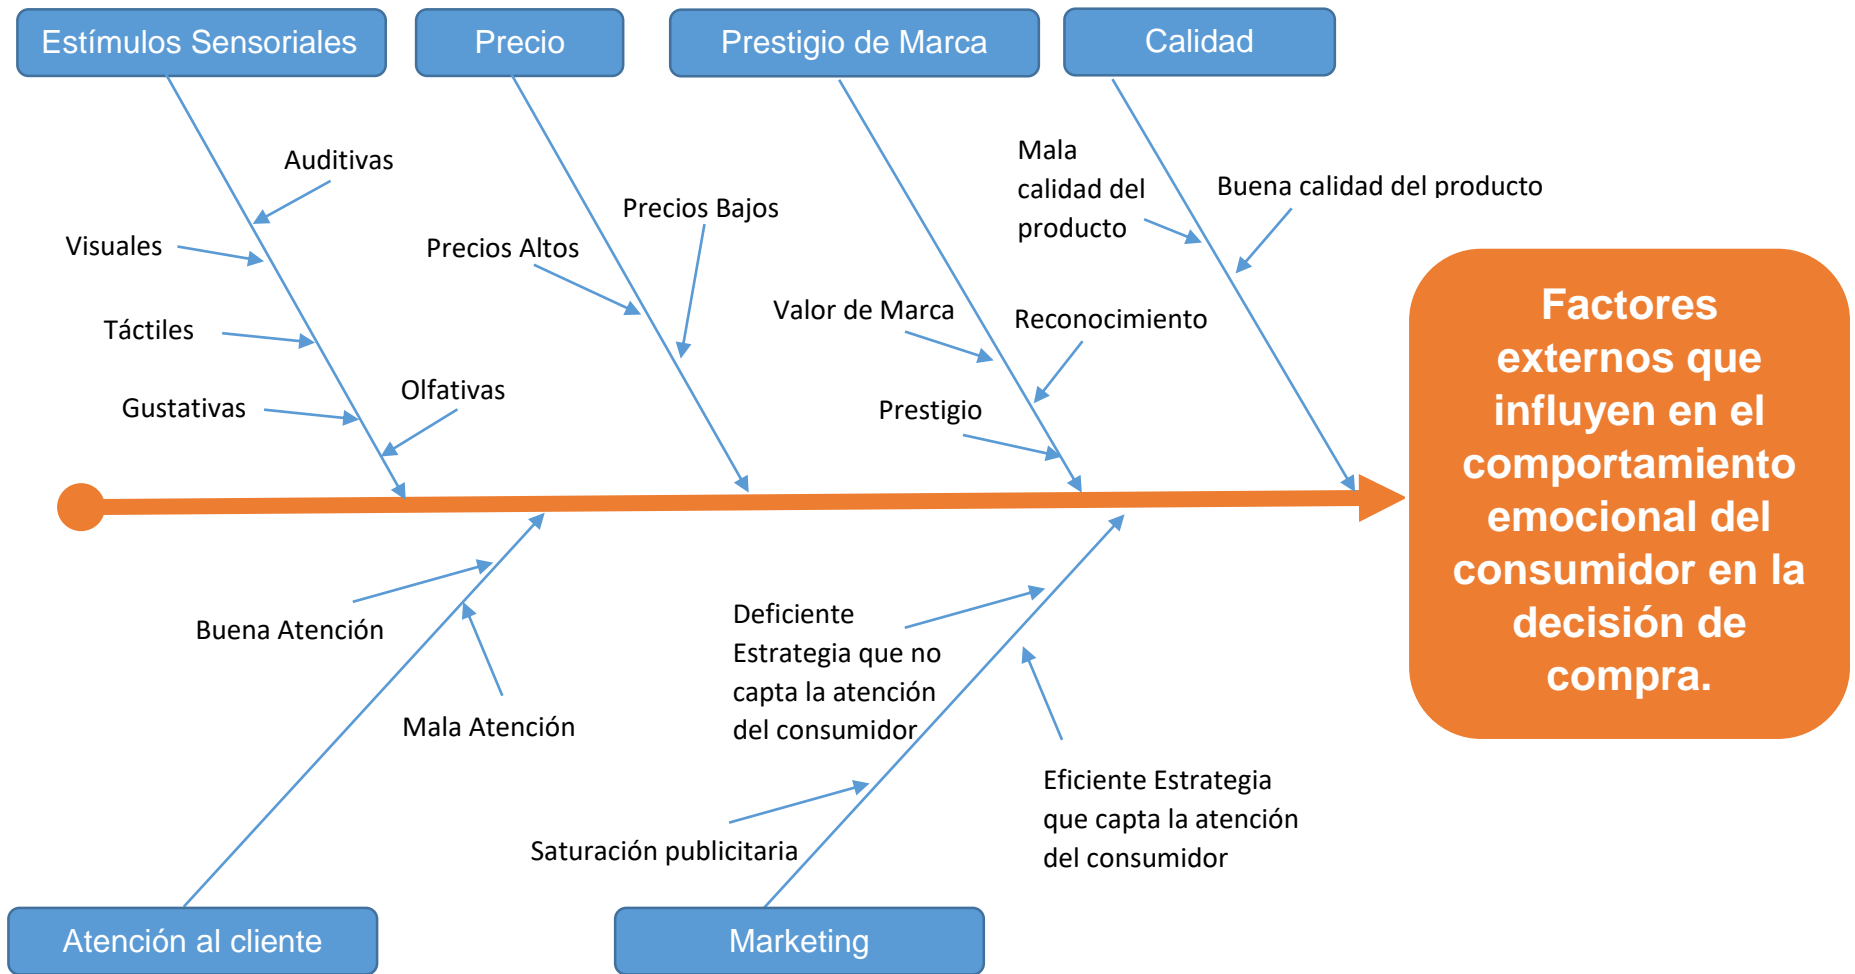 Estímulos Sensoriales
Precio
Prestigio de Marca
Calidad
Auditivas
Visuales
Táctiles
Gustativas
Olfativas
Precios Bajos
Precios Altos
Valor de Marca
Reconocimiento
Prestigio
Mala
calidad del
producto
Buena calidad del producto
Factores
externos que
influyen en el
comportamiento
emocional del
consumidor en la
decisión de
compra.
Buena Atención
Mala Atención
Deficiente
Estrategia que no
capta la atención
del consumidor
Saturación publicitaria
Eficiente Estrategia
que capta la atención
del consumidor
Atención al cliente
Marketing